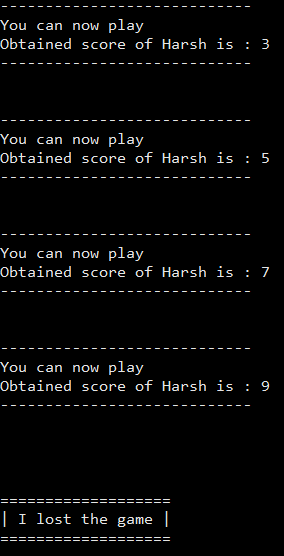 ----------------------------
You can now play
Obtained score of Harsh is : 3
----------------------------
----------------------------
You can now play
Obtained score of Harsh is : 5
----------------------------
----------------------------
You can now play
Obtained score of Harsh is : 7
----------------------------
----------------------------
You can now play
Obtained score of Harsh is : 9
----------------------------
===================
| I lost the game |
===================